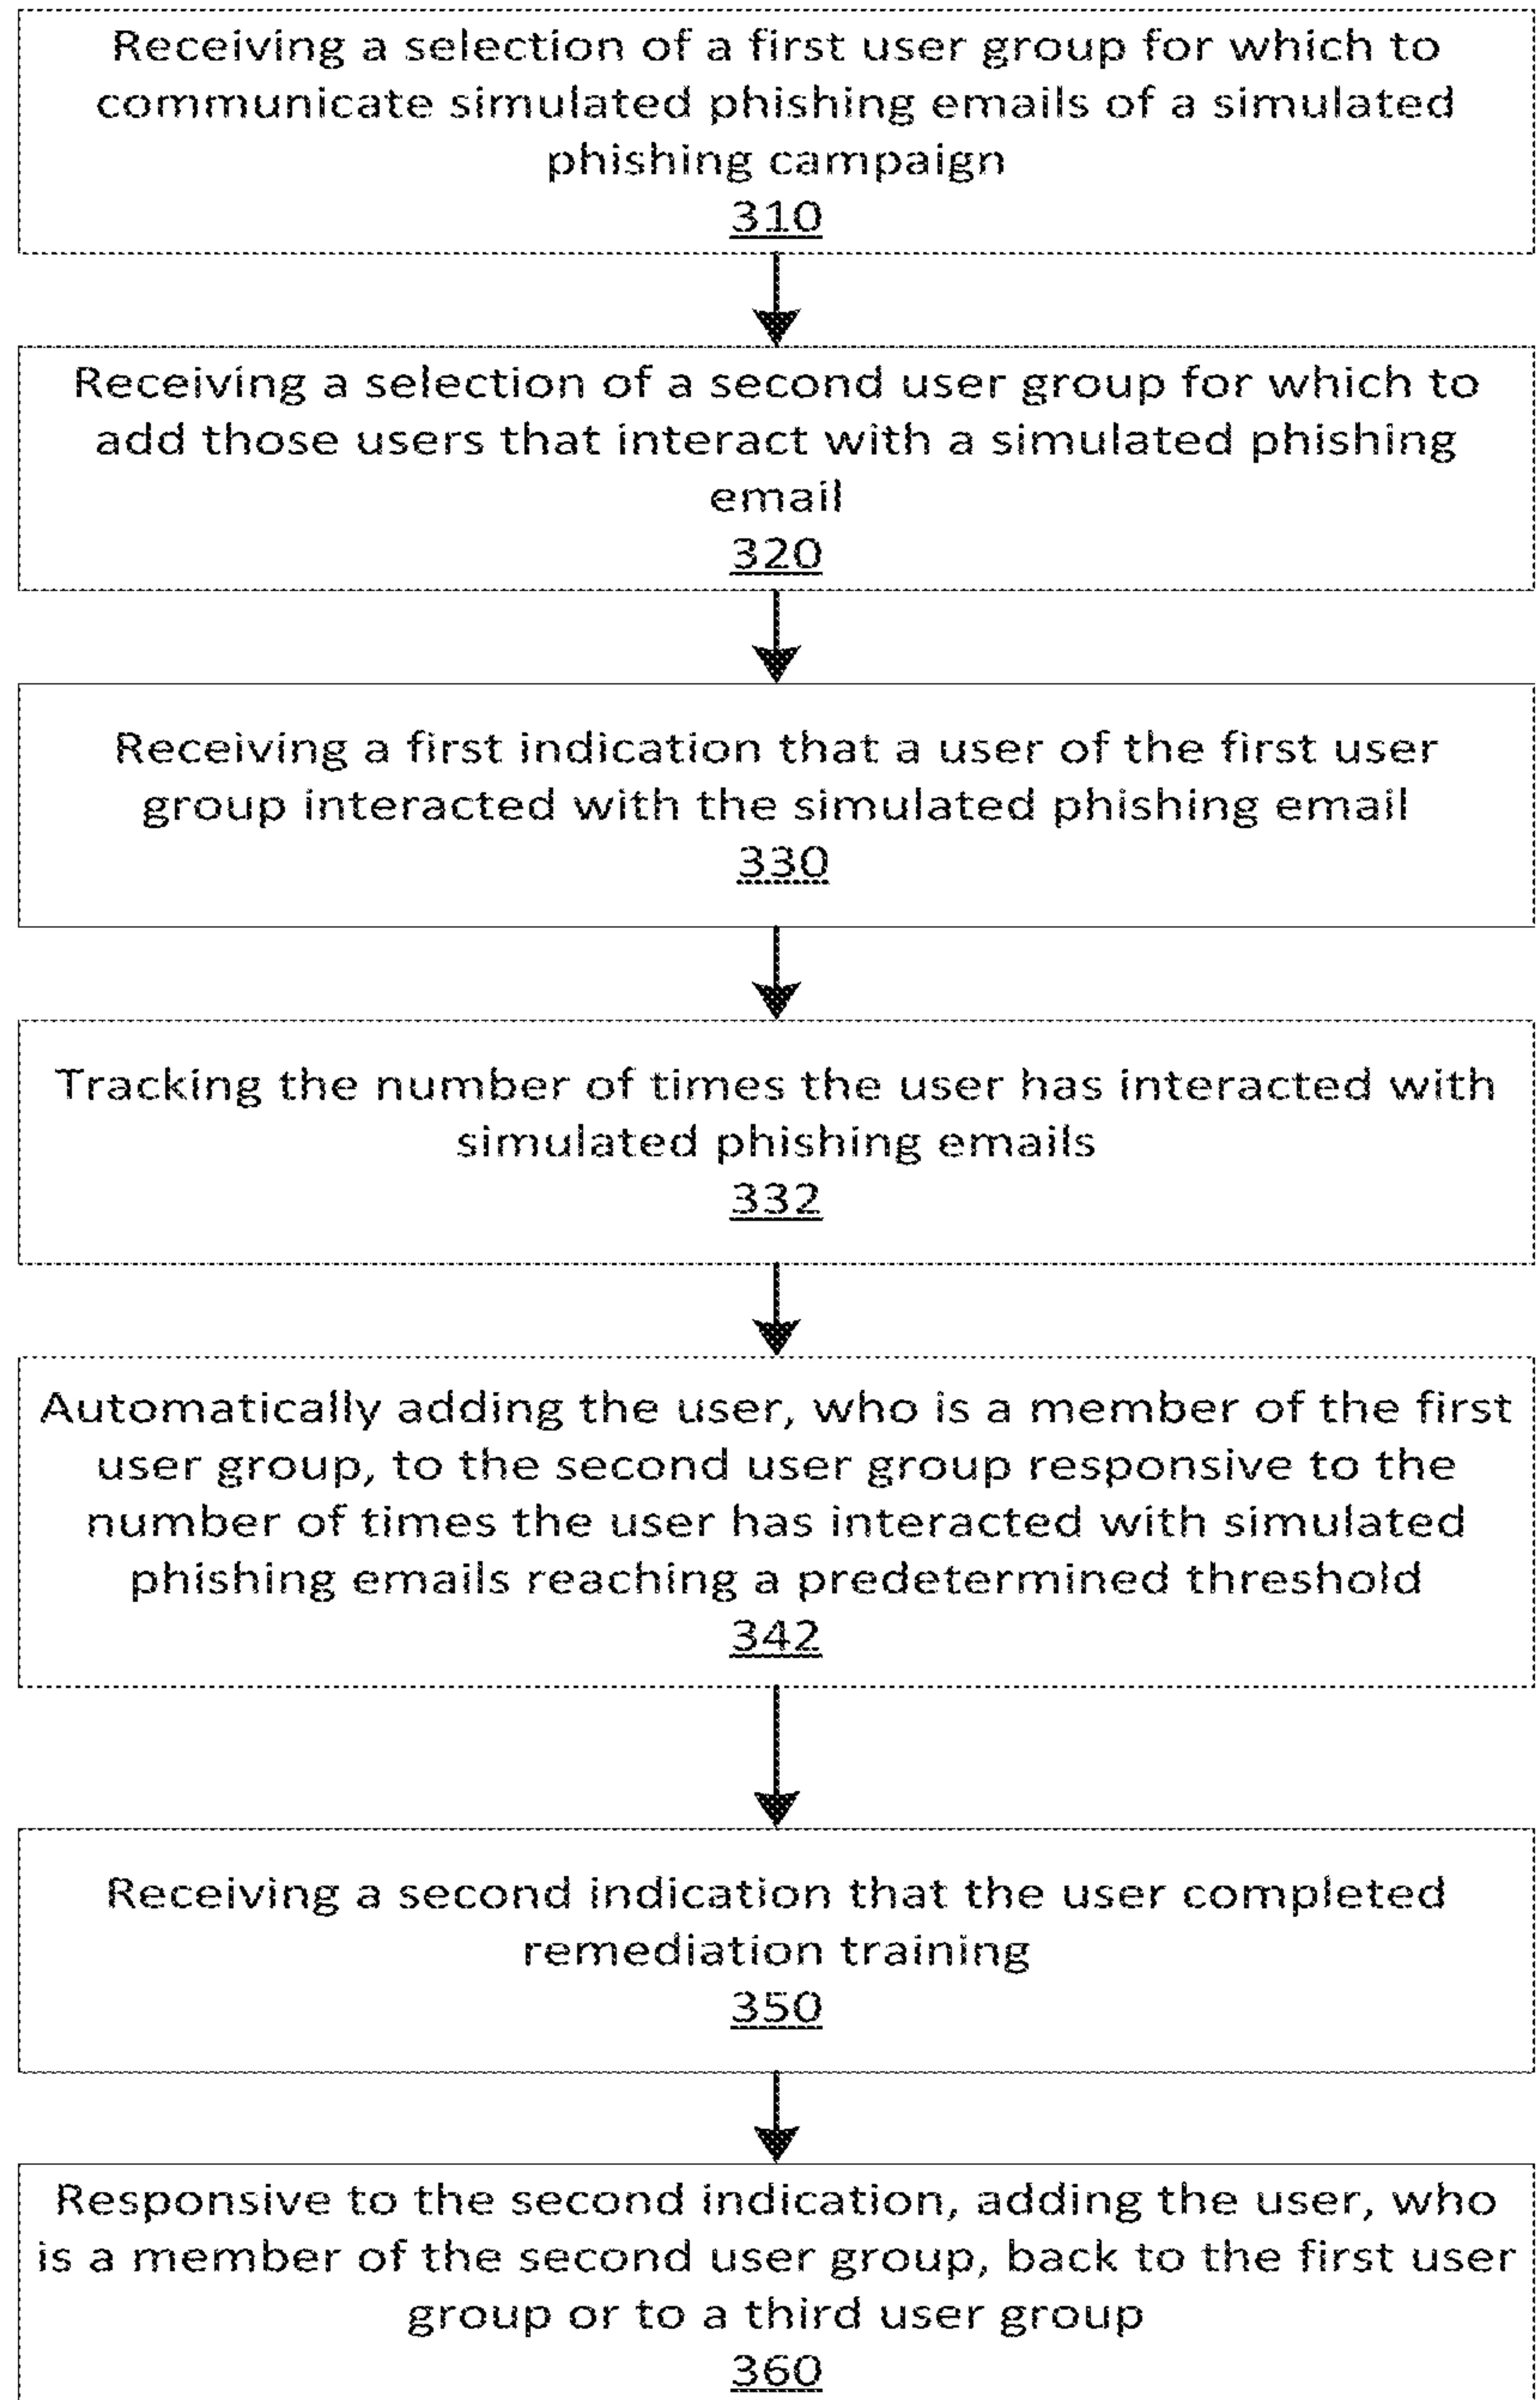 Receiving a selection of a first user group for which to
communicate simulated phishing emails of a simulated
phishing campaign
310
Receiving a selection of a second user group for which to
add those users that interact with a simulated phishing
email
320
Receiving a first indication that a user of the first user
group interacted with the simulated phishing email
330
Tracking the number of times the user has interacted with
simulated phishing emails
332
Automatically adding the user, who is a member of the first
user group, to the second user group responsive to the
number of times the user has interacted with simulated
phishing emails reaching a predetermined threshold
342
Receiving a second indication that the user completed
remediation training
350
Responsive to the second indication, adding the user, who
is a member of the second user group, back to the first user
group or to a third user group
360